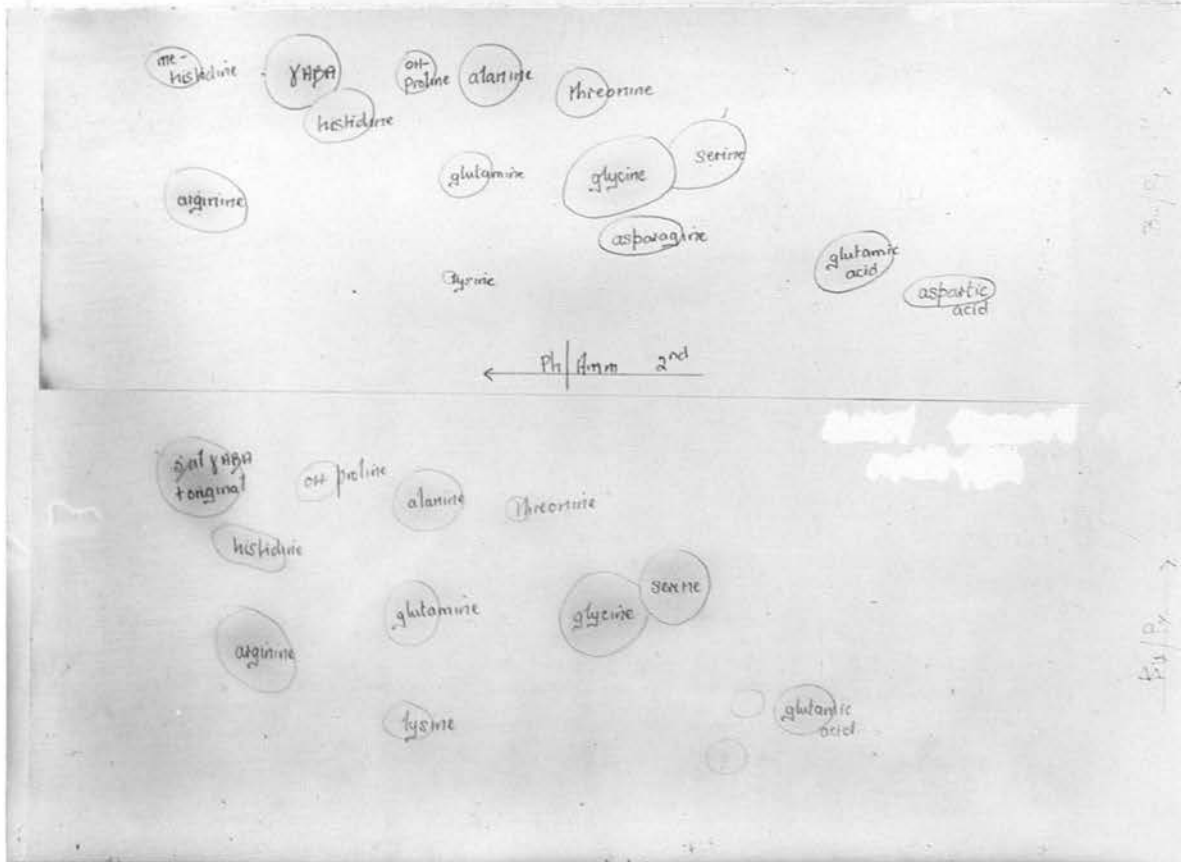 me-
histidine
γABA
OH-
Proline
alanine
threonine
histidine
serine
glutamine
glycine
arginine
asparagine
glutamic
acid
lysine
aspartic
acid
Ph/Amm 2nd
γABA
+original
OH proline
alanine
threonine
histidine
serine
glutamine
glycine
arginine
lysine
glutamic
acid